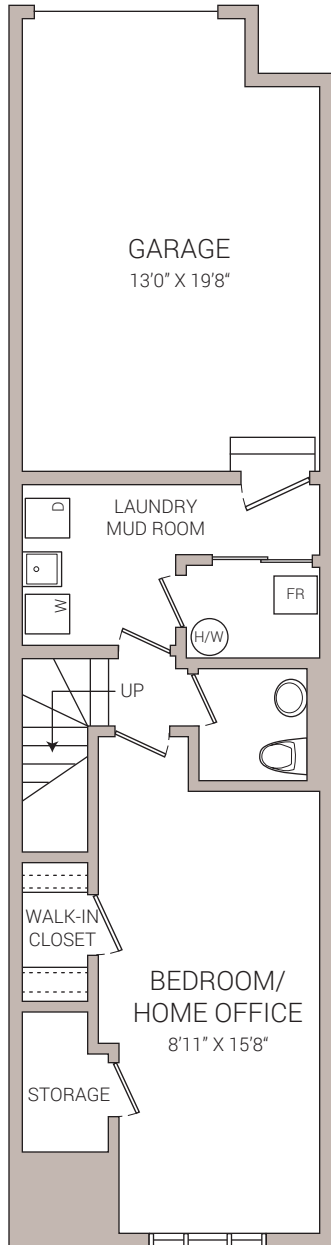 GARAGE
13'0" X 19'8"
LAUNDRY
MUD ROOM
D
W
FR
H/W
UP
WALK-IN
CLOSET
BEDROOM/
HOME OFFICE
8'11" X 15'8"
STORAGE